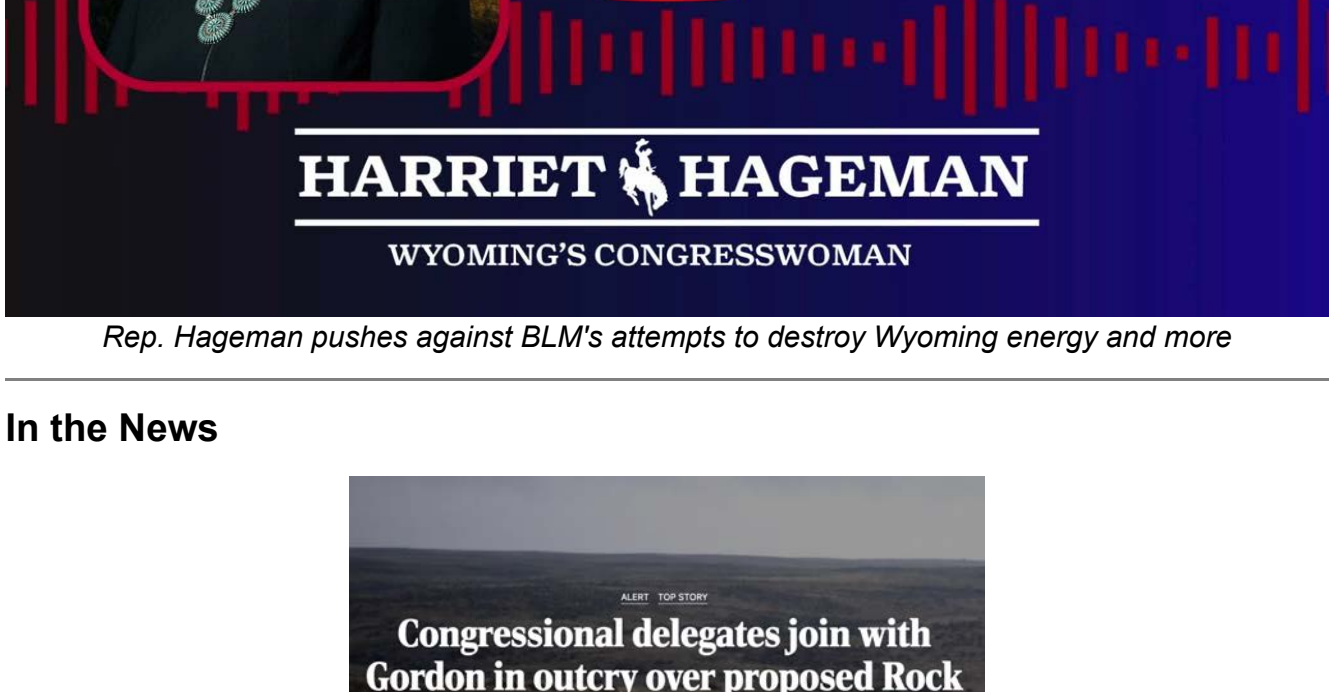 HARRIET HAGEMAN
WYOMING'S CONGRESSWOMAN
Rep. Hageman pushes against BLM's attempts to destroy Wyoming energy and more
In the News
ALERT TOP STORY
Congressional delegates join with
Gordon in outcry over proposed Rock